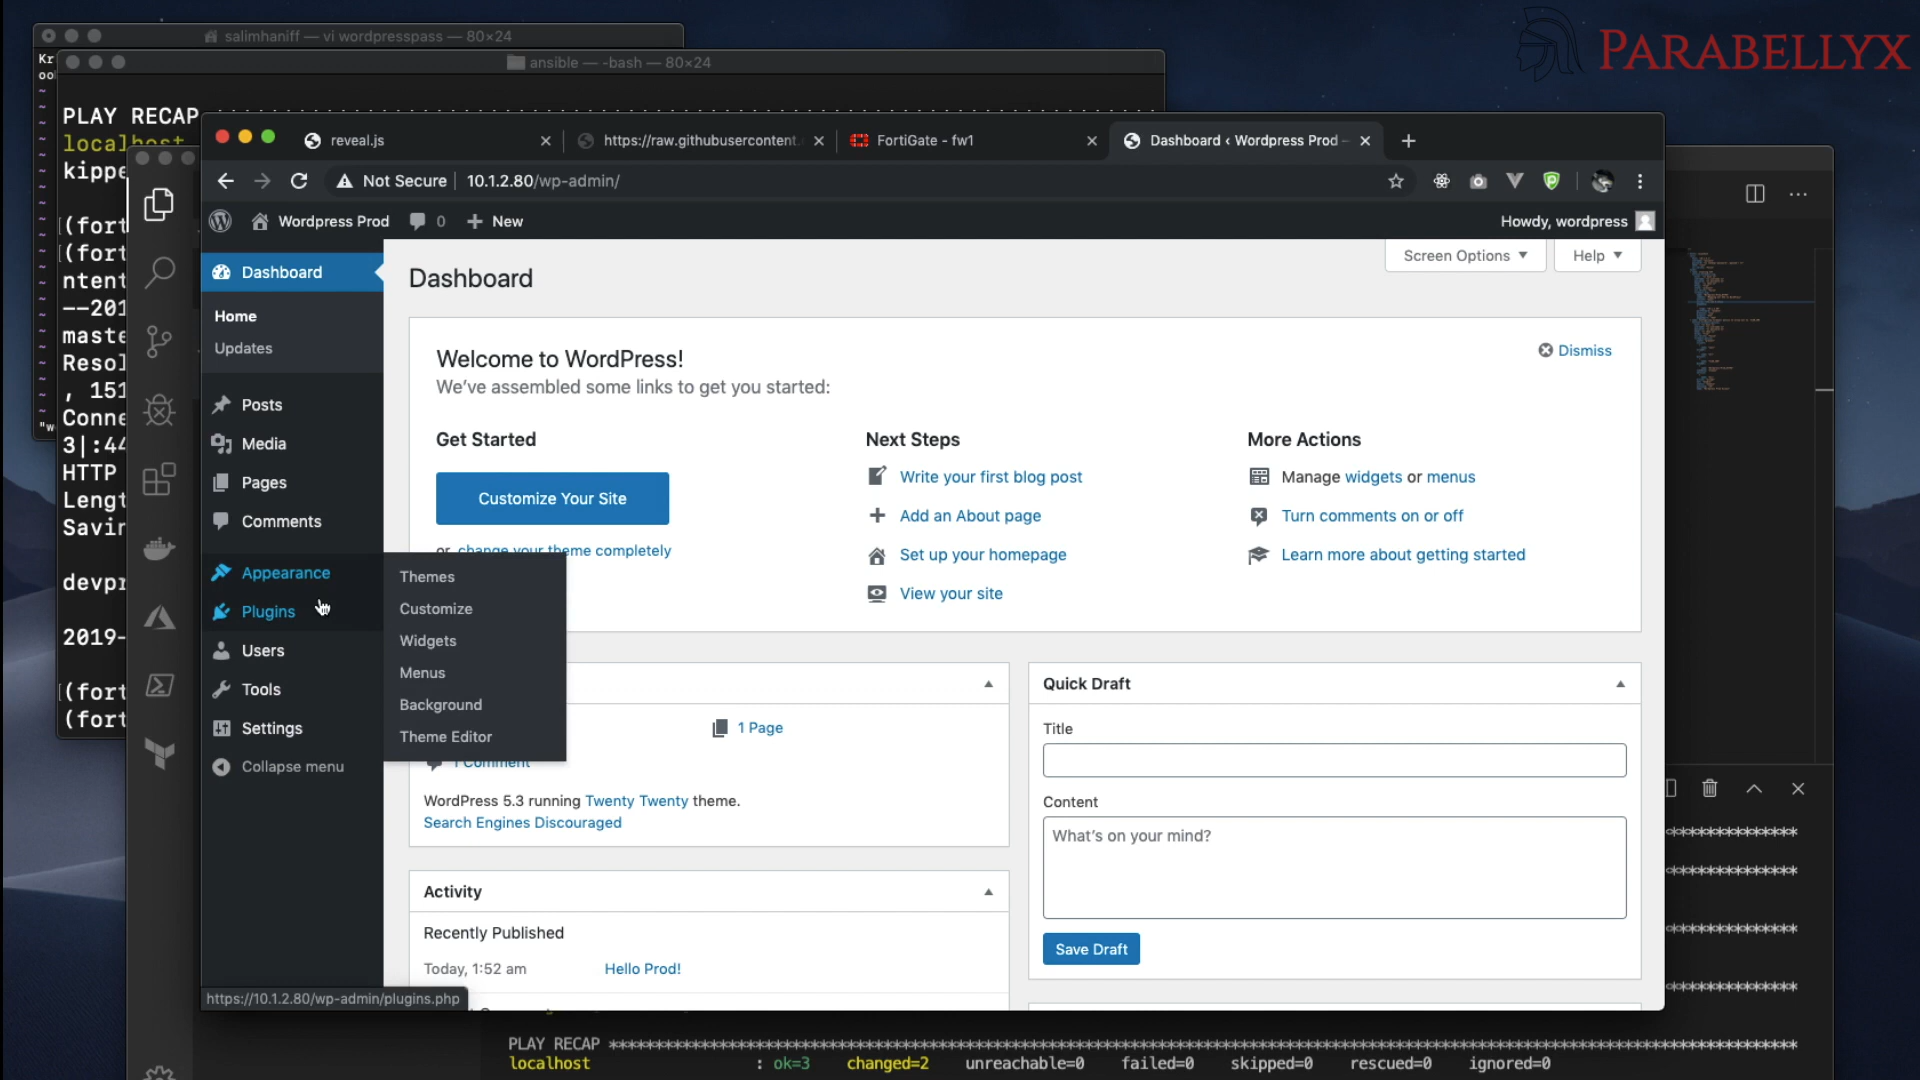 PARABELLYX
salimhaniff — vi wordpresspass — 80×24
ansible — -bash — 80×24
Kr
oo
PLAY RECAP
localhost
kippe
(fort
(fort
ntent
--201
maste
Resol
, 151
Conne
3|:44
HTTP
Lengt
Savin
devpr
2019-
(fort
(fort
"w
reveal.js
https://raw.githubusercontent.
FortiGate - fw1
Dashboard ‹ Wordpress Prod –
Not Secure
10.1.2.80/wp-admin/
Wordpress Prod
0
New
Howdy, wordpress
Dashboard
Home
Updates
Posts
Media
Pages
Comments
Appearance
Plugins
Users
Tools
Settings
Collapse menu
Themes
Customize
Widgets
Menus
Background
Theme Editor
Screen Options
Help
Dashboard
Welcome to WordPress!
We've assembled some links to get you started:
Dismiss
Get Started
Customize Your Site
or change your theme completely
Next Steps
Write your first blog post
Add an About page
Set up your homepage
View your site
More Actions
Manage widgets or menus
Turn comments on or off
Learn more about getting started
1 Page
1 Comment
WordPress 5.3 running Twenty Twenty theme.
Search Engines Discouraged
Activity
Recently Published
Today, 1:52 am
Hello Prod!
Quick Draft
Title
Content
What's on your mind?
Save Draft
https://10.1.2.80/wp-admin/plugins.php
PLAY RECAP
localhost : ok=3 changed=2 unreachable=0 failed=0 skipped=0 rescued=0 ignored=0